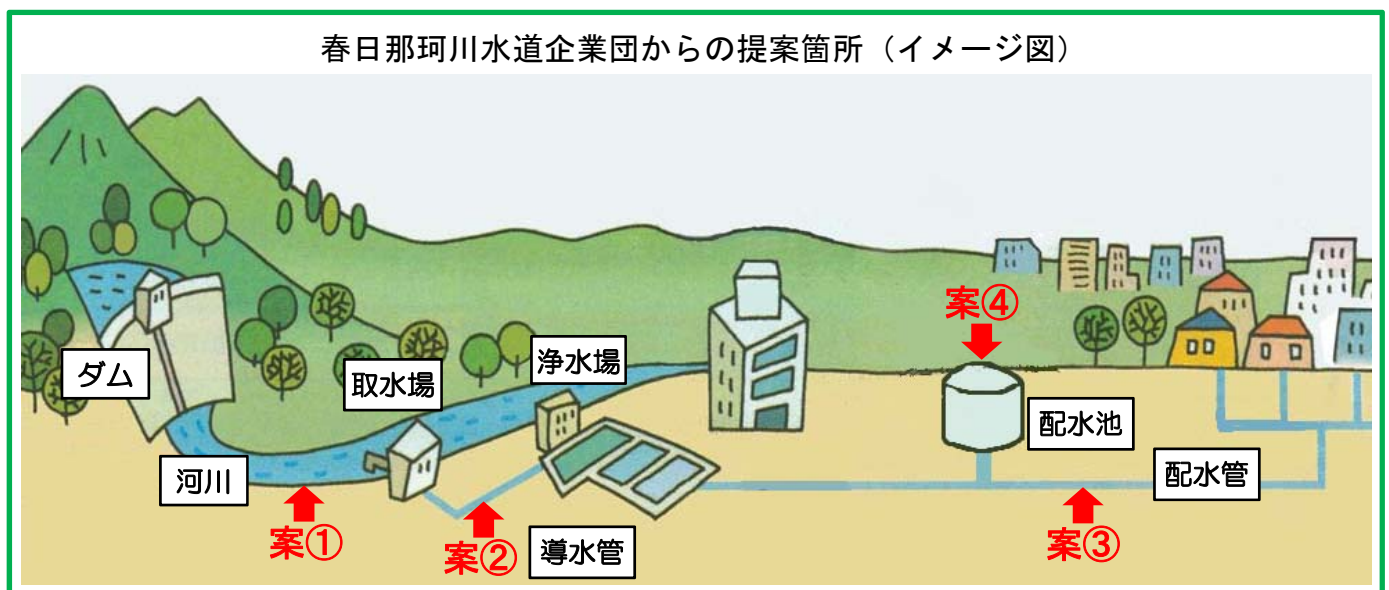 春日那珂川水道企業団からの提案箇所（イメージ図）
案④
浄水場
ダム
取水場
配水池
河川
配水管
案①
案②
導水管
案③